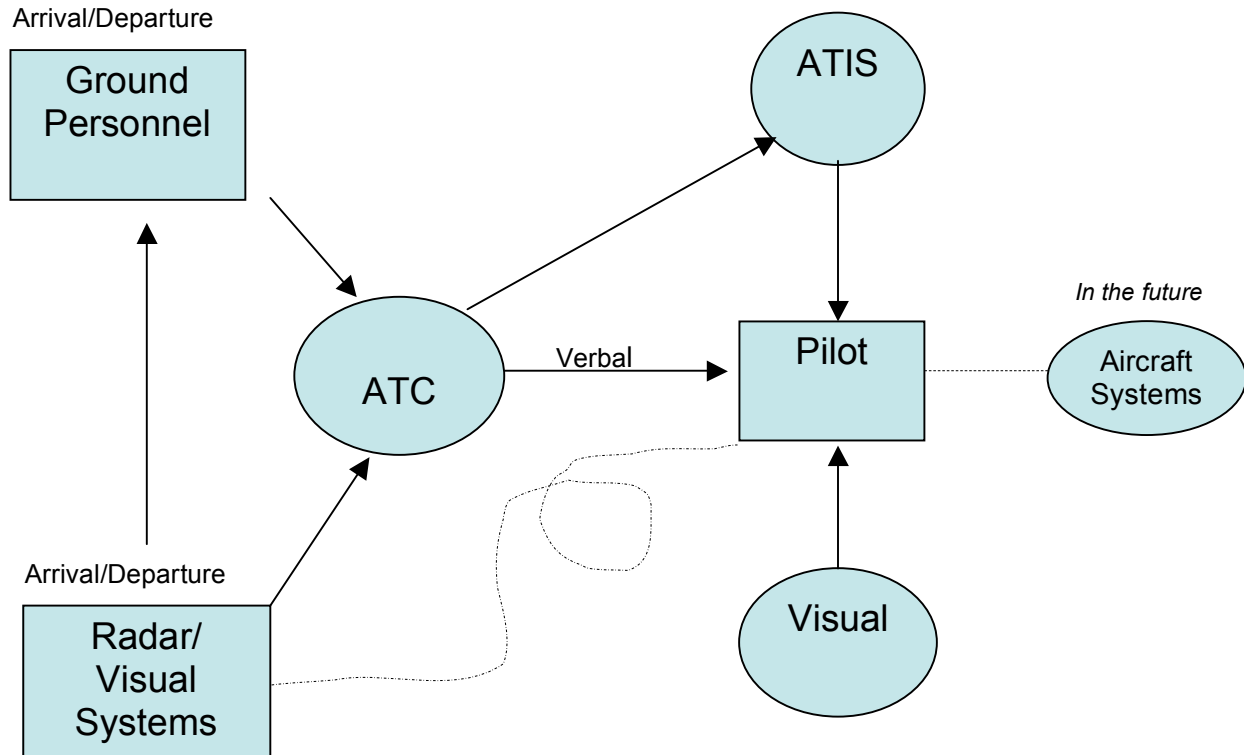 Arrival/Departure
Ground
Personnel
ATIS
In the future
Aircraft
Systems
Pilot
Verbal
ATC
Arrival/Departure
Radar/
Visual
Systems
Visual